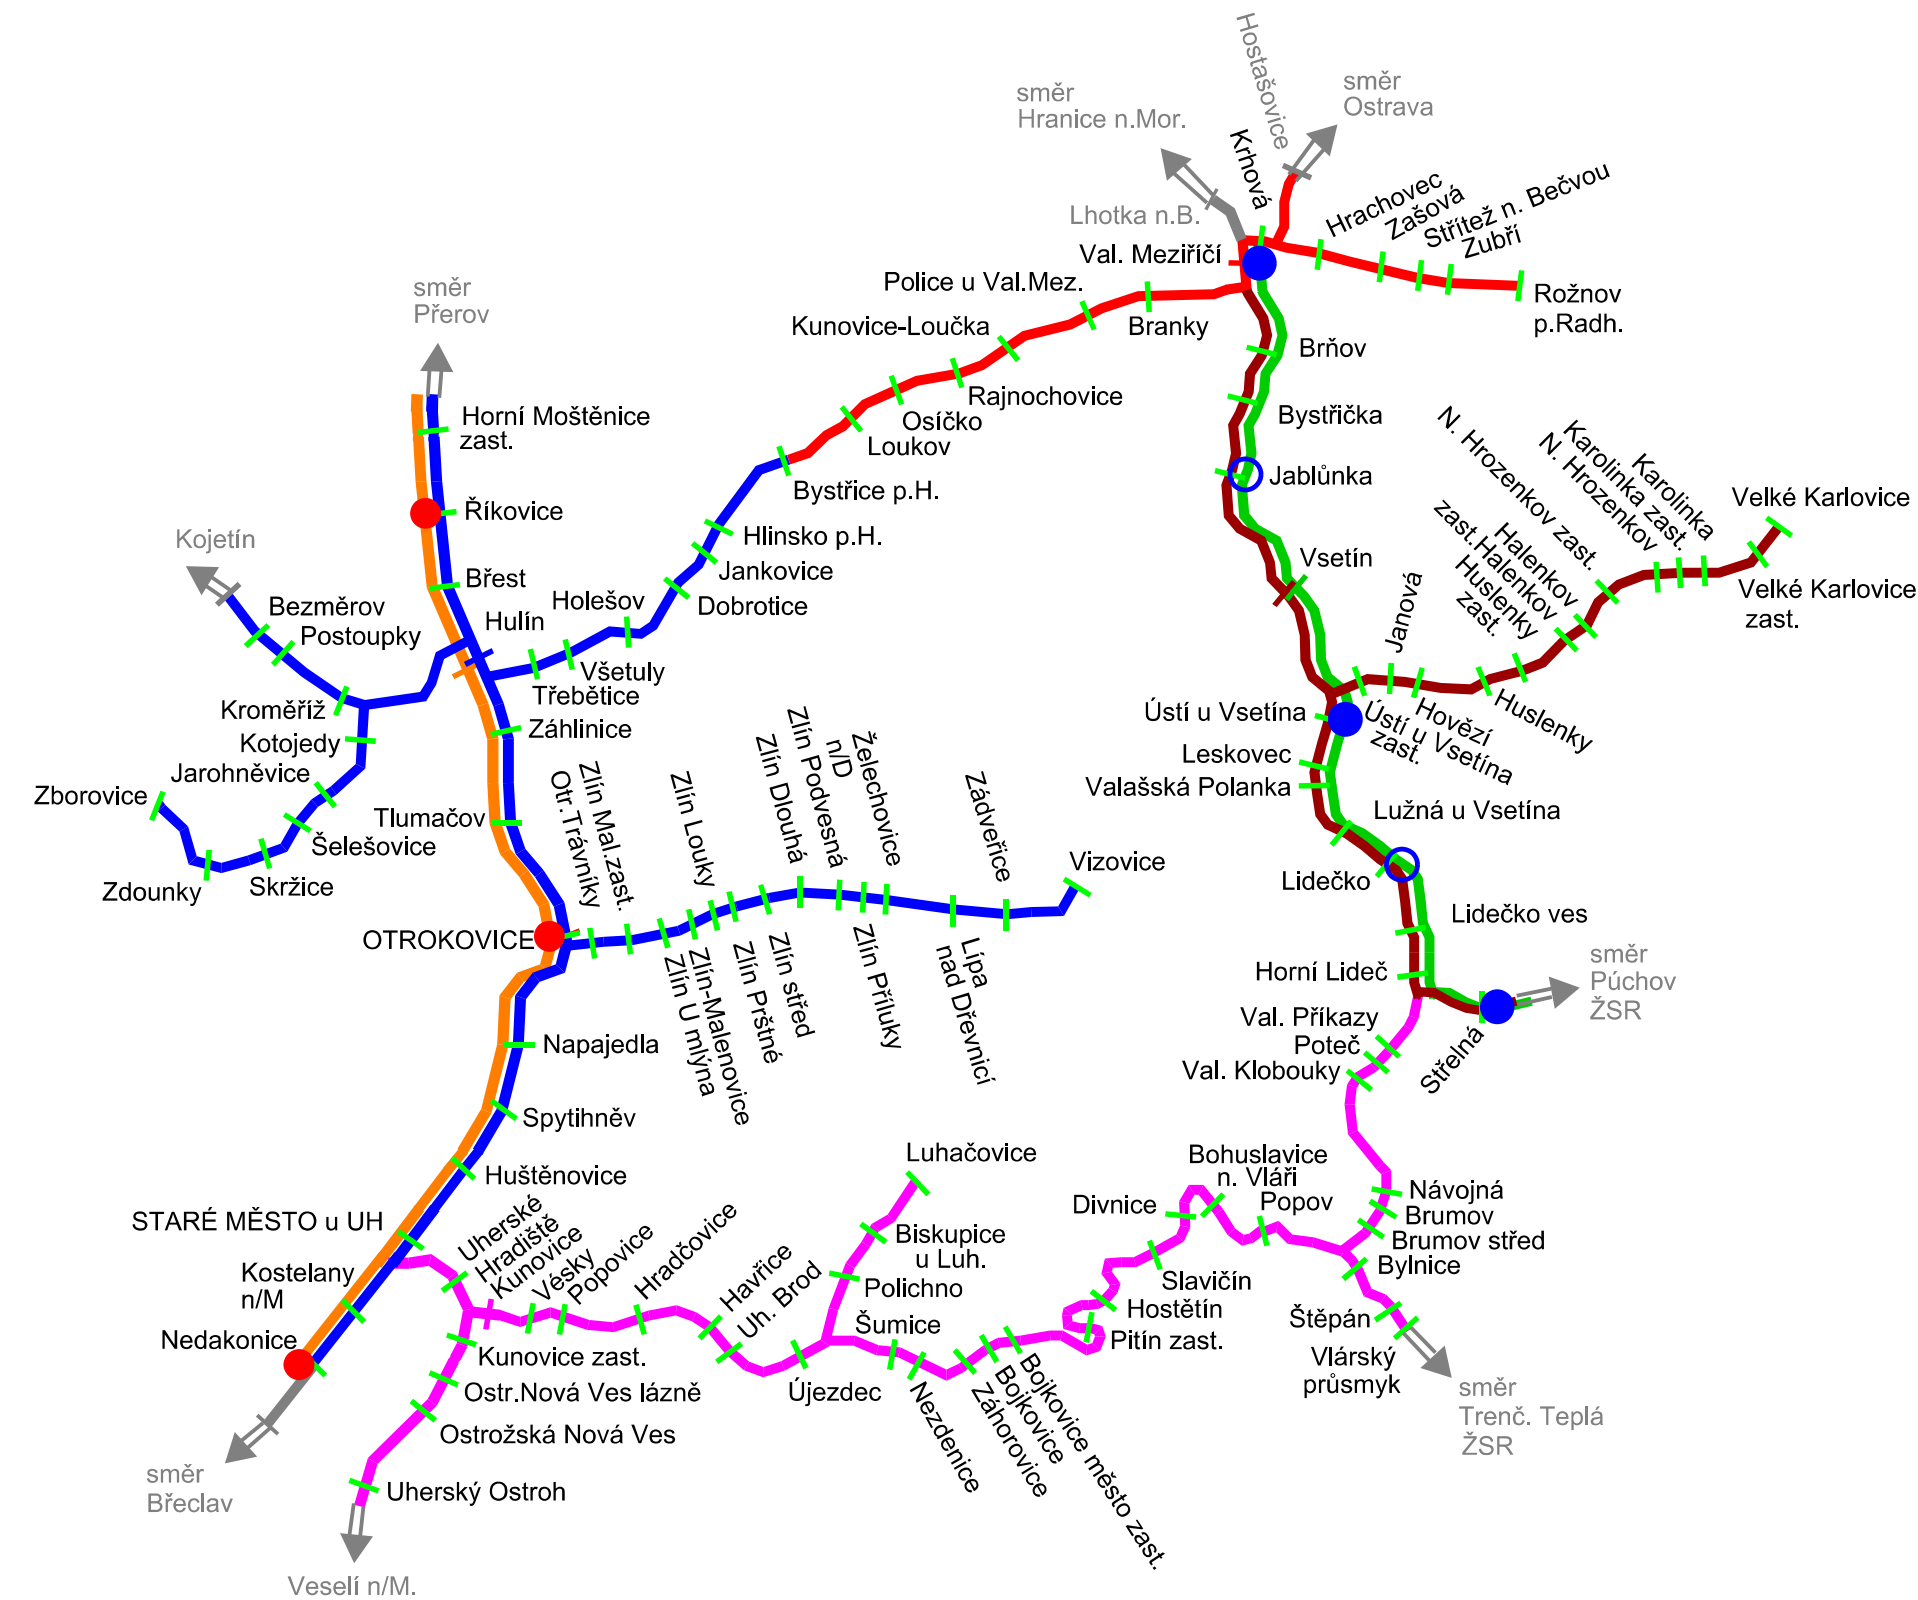 směr
Hranice n.Mor.
Hostašovice
směr
Ostrava
Krhová
Lhotka n.B.
Val. Meziříčí
Hrachovec
Zašová
Střítež n. Bečvou
Zubří
Rožnov
p.Radh.
Police u Val.Mez.
Branky
Kunovice-Loučka
Rajnochovice
Osíčko
Loukov
Bystřice p.H.
Hlinsko p.H.
Jankovice
Dobrotice
Holešov
Všetuly
Třebětice
směr
Přerov
Horní Moštěnice
zast.
Říkovice
Břest
Hulín
Kojetín
Bezměrov
Postoupky
Kroměříž
Kotojedy
Jarohněvice
Zborovice
Šelešovice
Skržice
Zdounky
Záhlinice
Tlumačov
OTROKOVICE
Otr.Trávníky
Zlín Mal.zast.
Zlín Louky
Zlín Dlouhá
Zlín Podvesná
n/D
Želechovice
Zádveřice
Vizovice
Zlín U mlýna
Zlín-Malenovice
Zlín Prštné
Zlín střed
Zlín Příluky
Lípa
nad Dřevnicí
Brňov
Bystřička
Jablůnka
Vsetín
Janová
Ústí u Vsetína
Ústí u Vsetína
zast.
Hovězí
Huslenky
Huslenky
zast.
Halenkov
zast.
Halenkov
N. Hrozenkov zast.
N. Hrozenkov
Karolinka zast.
Karolinka
Velké Karlovice
Velké Karlovice
zast.
Leskovec
Valašská Polanka
Lužná u Vsetína
Lidečko
Lidečko ves
Horní Lideč
Střelná
směr
Púchov
ŽSR
Val. Příkazy
Poteč
Val. Klobouky
Návojná
Brumov
Brumov střed
Bylnice
Štěpán
Vlárský
průsmyk
směr
Trenč. Teplá
ŽSR
Bohuslavice
n. Vláři
Popov
Divnice
Slavičín
Hostětín
Pitín zast.
Bojkovice město zast.
Bojkovice
Záhorovice
Nezdenice
Šumice
Luhačovice
Biskupice
u Luh.
Polichno
Újezdec
Uh. Brod
Havřice
Hradčovice
Popovice
Vésky
Kunovice
Uherské
Hradiště
Napajedla
Spytihněv
Huštěnovice
STARÉ MĚSTO u UH
Kostelany
n/M
Nedakonice
směr
Břeclav
Kunovice zast.
Ostr.Nová Ves lázně
Ostrožská Nová Ves
Uherský Ostroh
Veselí n/M.